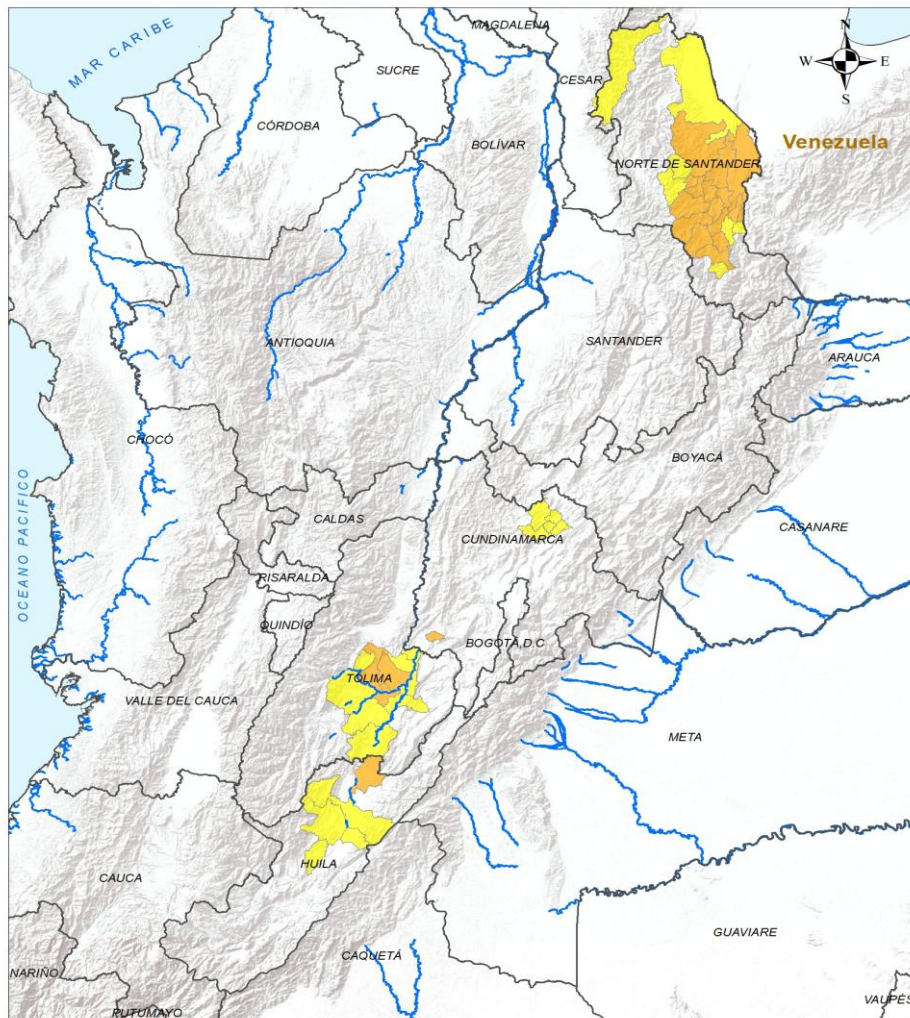 MAGDALENA
MAR CARIBE
N
SUCRE
CESAR
W E
S
CÓRDOBA
BOLÍVAR
Venezuela
NORTE DE SANTANDER
ANTIOQUIA
SANTANDER
ARAUCA
CHOCÓ
BOYACÁ
OCEANO PACIFICO
CALDAS
CASANARE
CUNDINAMARCA
RISARALDA
QUINDÍO
BOGOTÁ, D.C
TOLIMA
VALLE DEL CAUCA
META
HUILA
CAUCA
GUAVIARE
CAQUETÁ
NARIÑO
VAUPÉS
PUTUMAYO